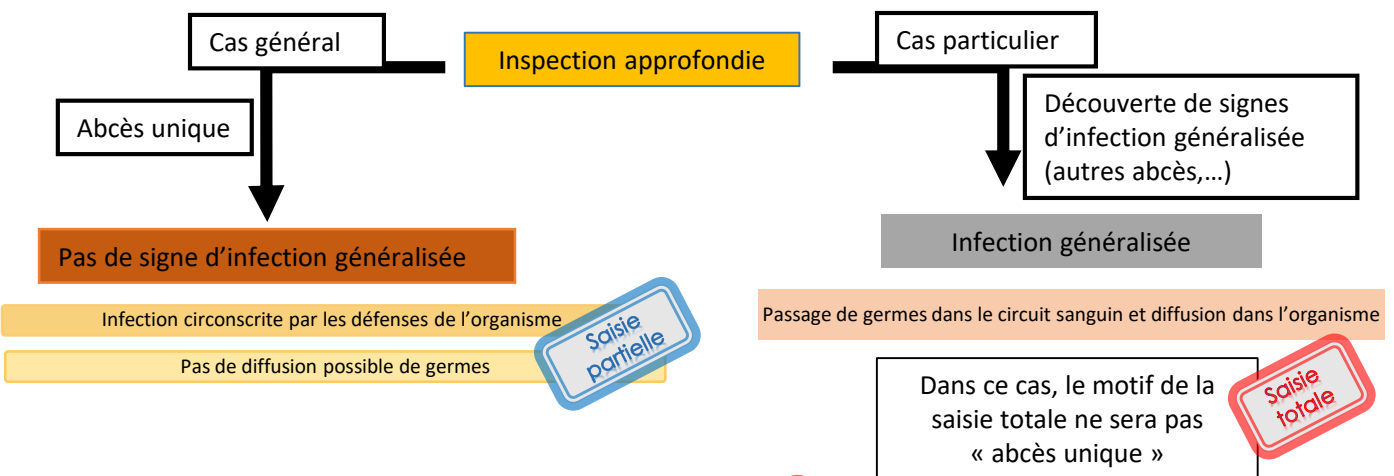 Cas général
Inspection approfondie
Cas particulier
Abcès unique
Découverte de signes
d'infection généralisée
(autres abcès,...)
Pas de signe d'infection généralisée
Infection généralisée
Infection circonscrite par les défenses de l'organisme
Pas de diffusion possible de germes
Saisie
partielle
Passage de germes dans le circuit sanguin et diffusion dans l'organisme
Dans ce cas, le motif de la
saisie totale ne sera pas
« abcès unique »
Saisie
totale